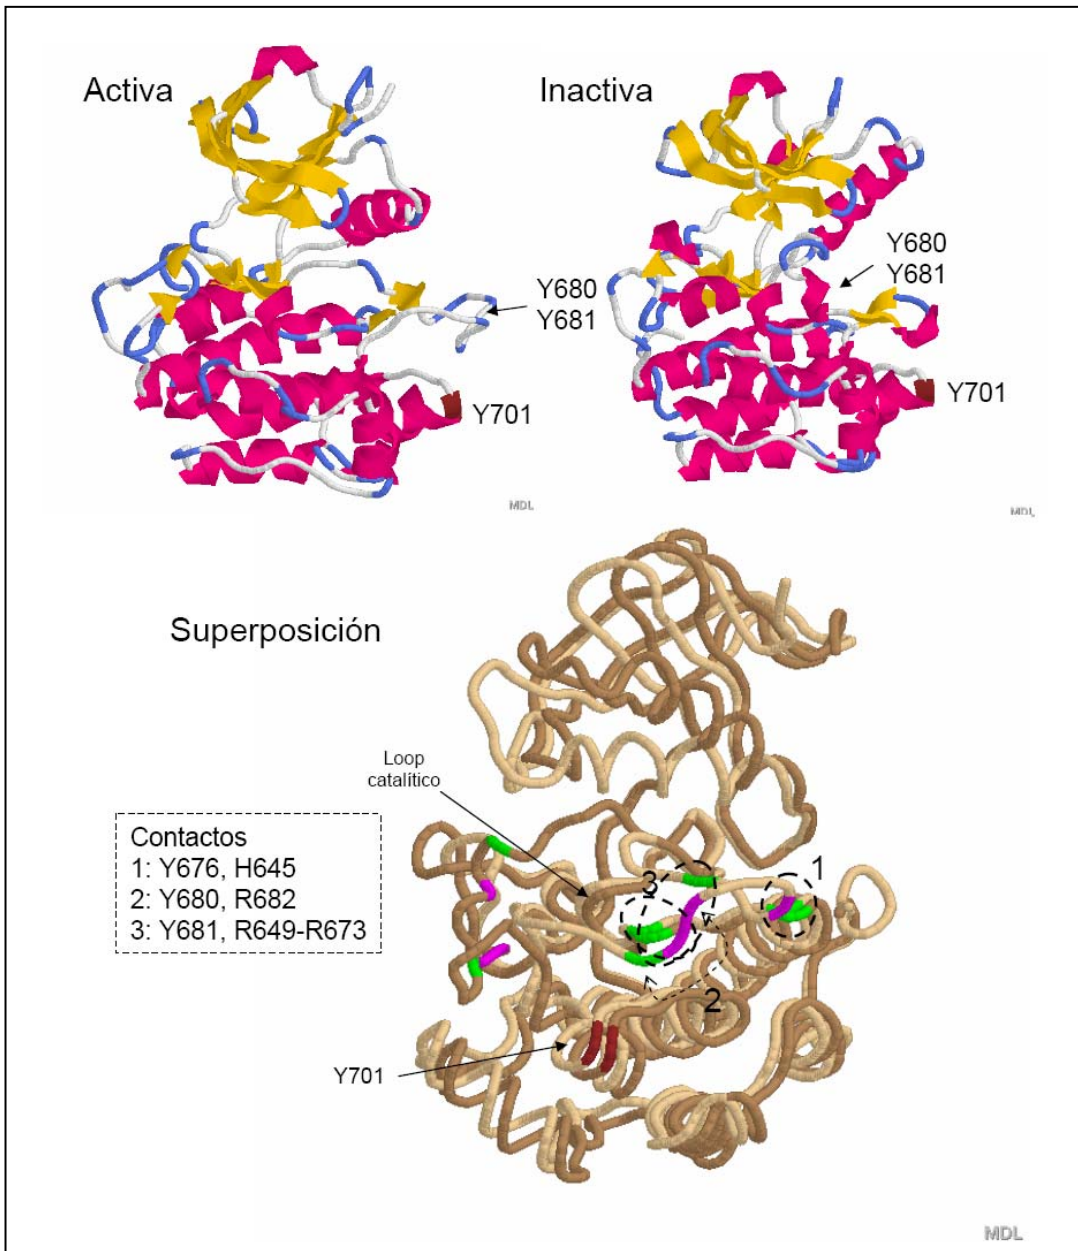 Activa
Inactiva
Y680
Y681
Y680
Y681
Y701
Y701
MDL
MDL
Superposición
Loop
catalítico
Contactos
1: Y676, H645
2: Y680, R682
3: Y681, R649-R673
1
3
2
Y701
MDL